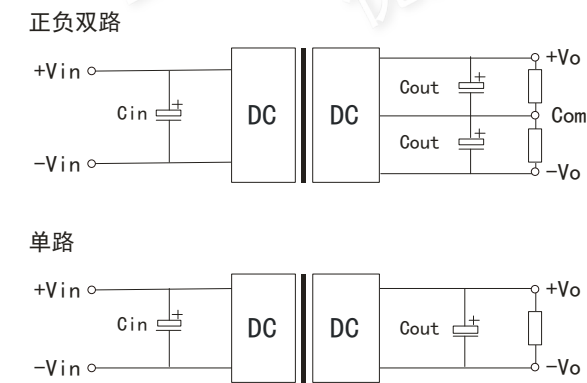 正负双路
+Vin
Cin +
-Vin
DC
DC
Cout +
Cout +
+Vo
Com
-Vo
单路
+Vin
Cin +
-Vin
DC
DC
Cout +
+Vo
-Vo